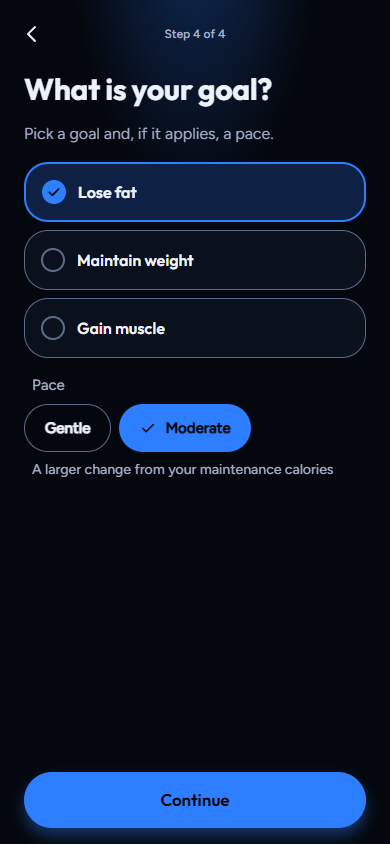 Step 4 of 4
What is your goal?
Pick a goal and, if it applies, a pace.
Lose fat
Maintain weight
Gain muscle
Pace
Gentle
Moderate
A larger change from your maintenance calories
Continue